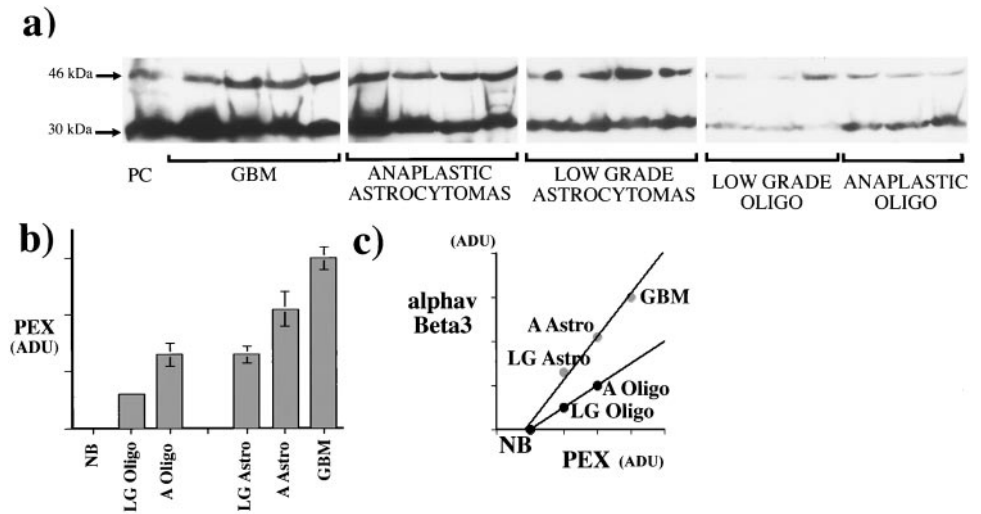 a)
46 kDa
30 kDa
PC
GBM
ANAPLASTIC
ASTROCYTOMAS
LOW GRADE
ASTROCYTOMAS
LOW GRADE
OLIGO
ANAPLASTIC
OLIGO
b)
PEX
(ADU)
NB
LG Oligo
A Oligo
LG Astro
A Astro
GBM
c)
(ADU)
alphav
Beta3
GBM
A Astro
LG Astro
A Oligo
LG Oligo
NB
PEX (ADU)